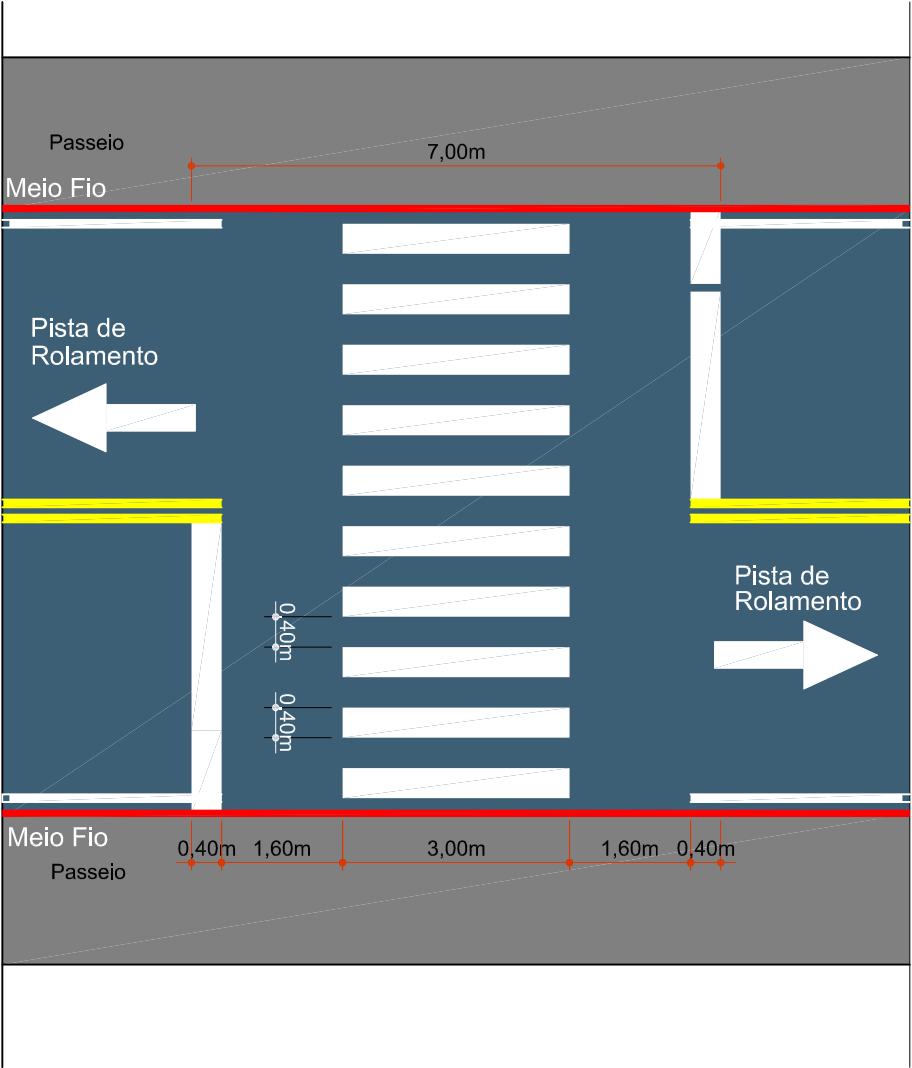 Passeio
7,00m
Meio Fio
Pista de
Rolamento
Pista de
Rolamento
0,40m
0,40m
Meio Fio
0,40m 1,60m 3,00m 1,60m 0,40m
Passeio